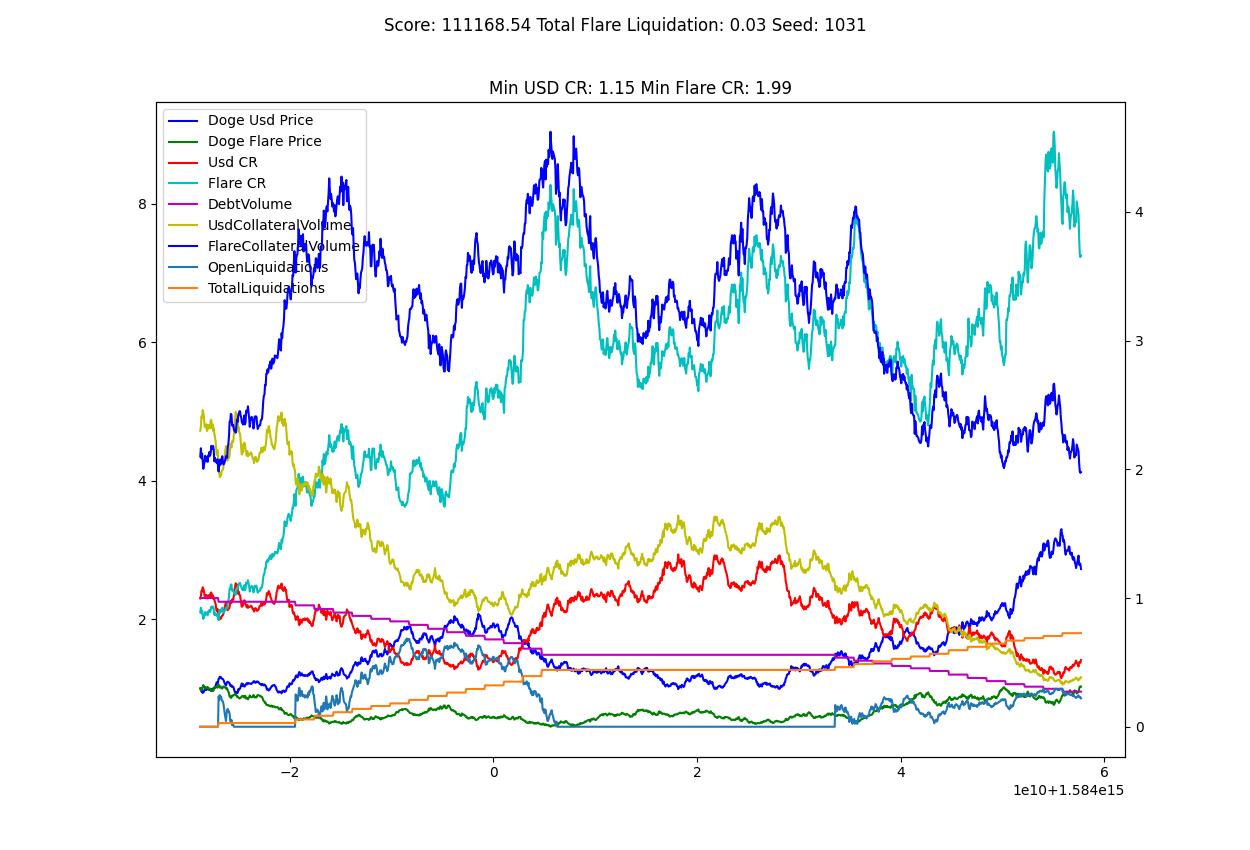 Score: 111168.54 Total Flare Liquidation: 0.03 Seed: 1031
Min USD CR: 1.15 Min Flare CR: 1.99
Doge Usd Price
Doge Flare Price
Usd CR
Flare CR
DebtVolume
UsdCollateralVolume
FlareCollateralVolume
OpenLiquidations
TotalLiquidations
8
6
4
2
4
3
2
1
0
−2
0
2
4
6
1e10+1.584e15